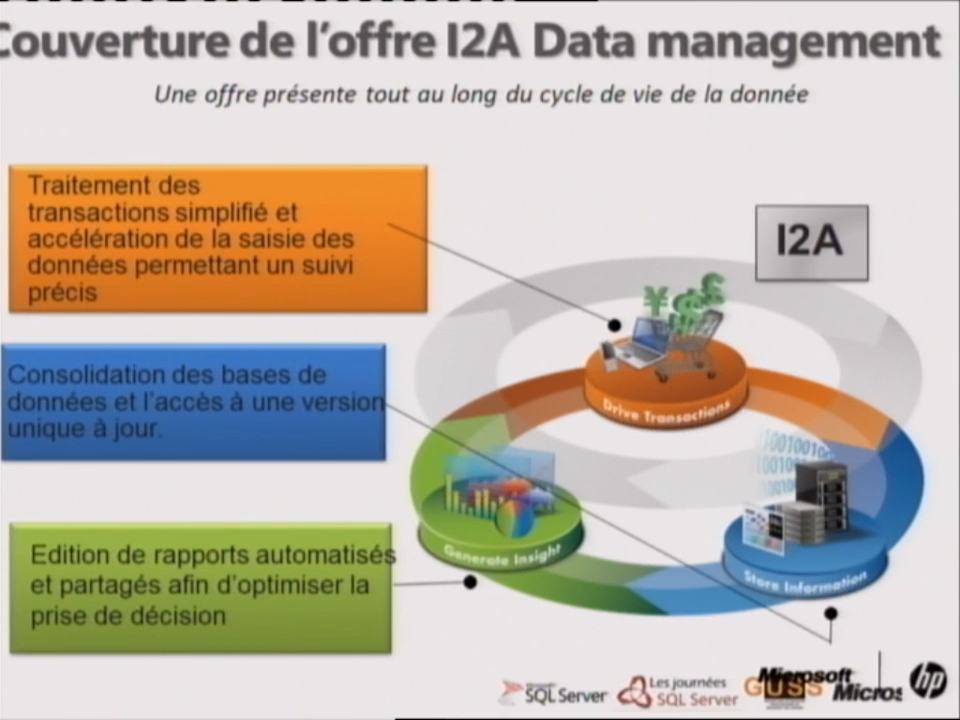 Couverture de l'offre I2A Data management
Une offre présente tout au long du cycle de vie de la donnée
Traitement des
transactions simplifié et
accélération de la saisie des
données permettant un suivi
précis
I2A
Consolidation des bases de
données et l'accès à une version
unique à jour.
Drive Transactions
Edition de rapports automatisés
et partagés afin d'optimiser la
prise de décision
Generate Insight
Store Information
SQL Server
Les journées
SQL Server
GUSS
Microsoft
hp